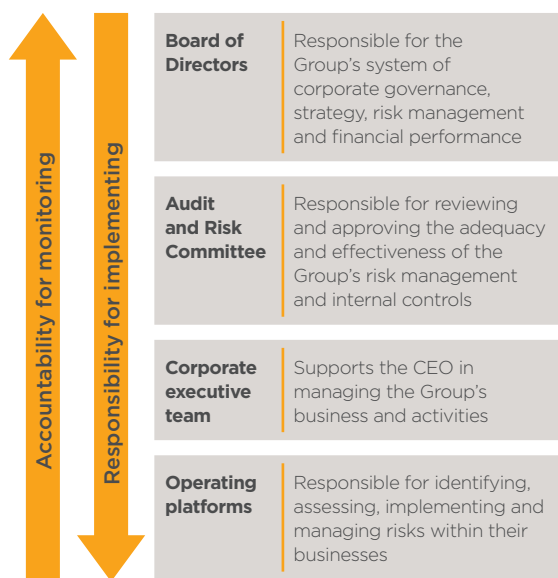 Accountability for monitoring
Responsibility for implementing
Board of
Directors
Responsible for the
Group’s system of
corporate governance,
strategy, risk management
and financial performance
Audit
and Risk
Committee
Responsible for reviewing
and approving the adequacy
and effectiveness of the
Group’s risk management
and internal controls
Corporate
executive
team
Supports the CEO in
managing the Group’s
business and activities
Operating
platforms
Responsible for identifying,
assessing, implementing and
managing risks within their
businesses